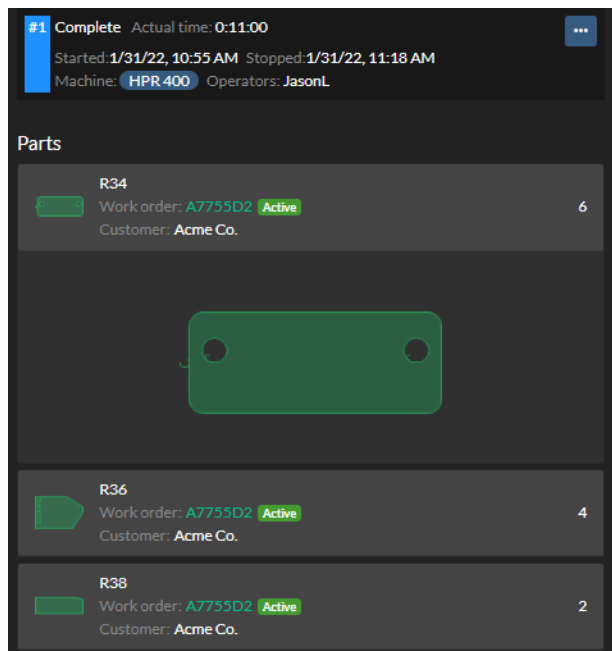 #1 Complete Actual time: 0:11:00
Started:1/31/22, 10:55 AM Stopped:1/31/22, 11:18 AM
Machine: HPR 400 Operators: JasonL
Parts
R34
Work order: A7755D2 Active 6
Customer: Acme Co.
R36
Work order: A7755D2 Active 4
Customer: Acme Co.
R38
Work order: A7755D2 Active 2
Customer: Acme Co.